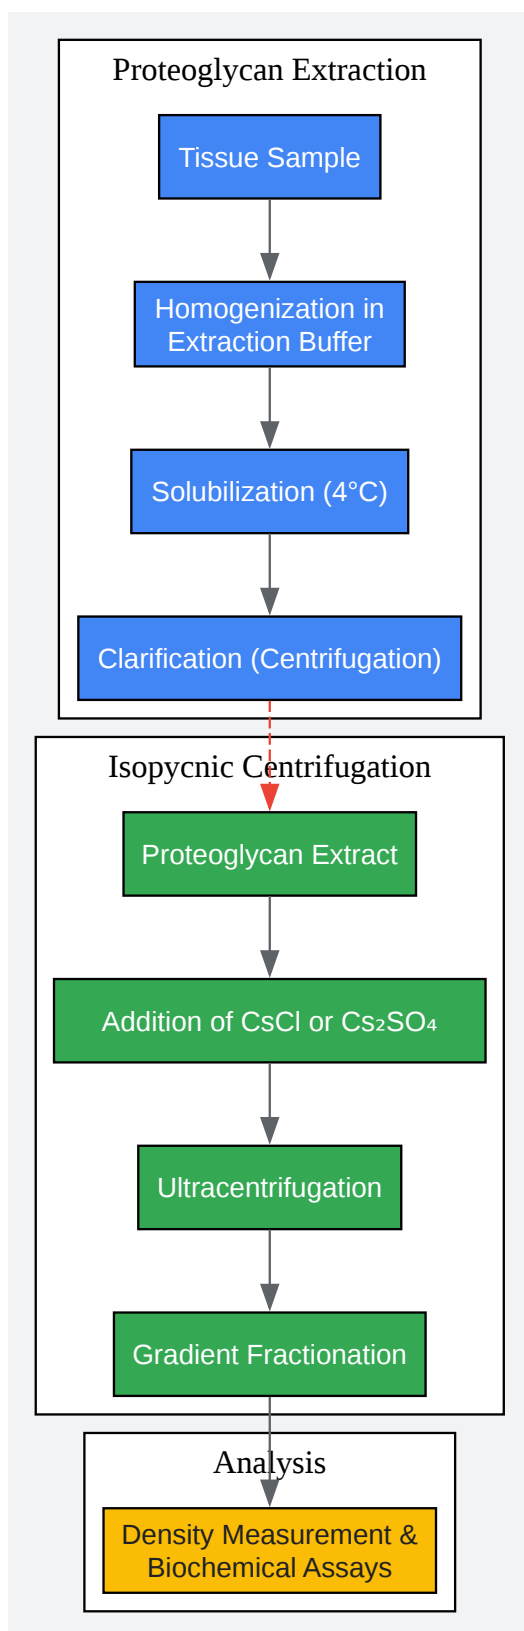 Proteoglycan Extraction
Tissue Sample
Homogenization in
Extraction Buffer
Solubilization (4°C)
Clarification (Centrifugation)
Isopycnic Centrifugation
Proteoglycan Extract
Addition of CsCl or Cs₂SO₄
Ultracentrifugation
Gradient Fractionation
Analysis
Density Measurement &
Biochemical Assays